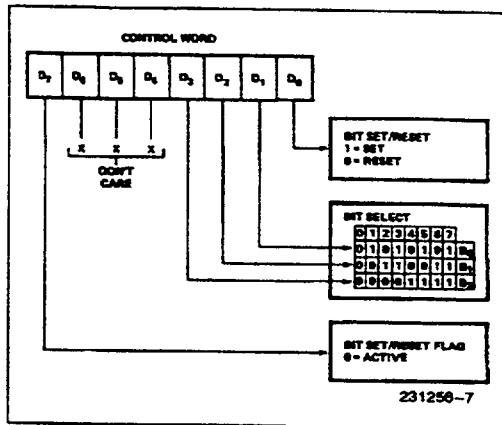 CONTROL WORD
D7 D6 D5 D4 D3 D2 D1 D0
X X X
DON'T
CARE
BIT SET/RESET
1 = SET
0 = RESET
BIT SELECT
0 1 2 3 4 5 6 7
0 1 0 1 0 1 0 1 B0
0 0 1 1 0 0 1 1 B1
0 0 0 0 1 1 1 1 B2
BIT SET/RESET FLAG
0 = ACTIVE
231256-7